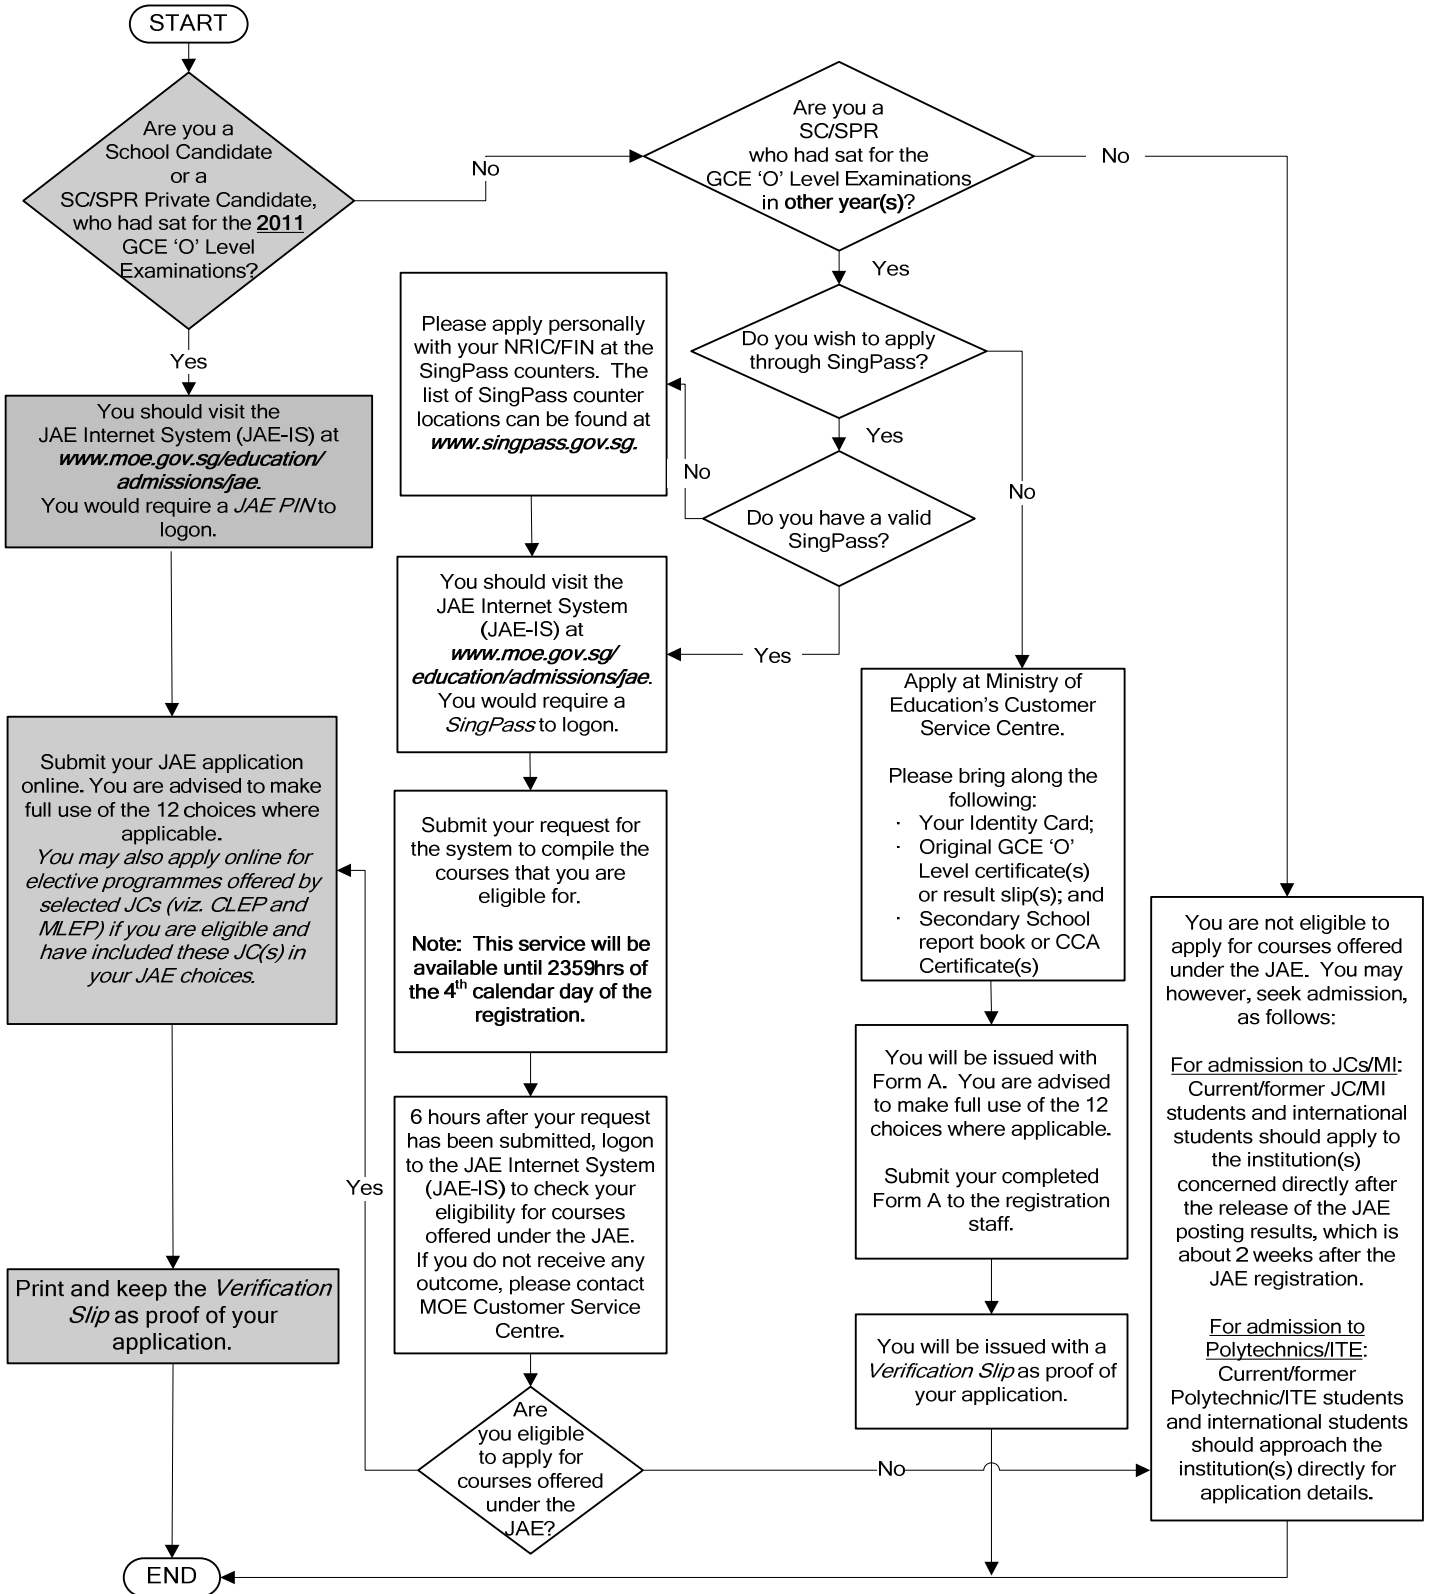 START
Are you a
School Candidate
or a
SC/SPR Private Candidate,
who had sat for the 2011
GCE ‘O’ Level
Examinations?
No
Yes
You should visit the
JAE Internet System (JAE-IS) at
www.moe.gov.sg/education/
admissions/jae.
You would require a JAE PIN to
logon.
Submit your JAE application
online. You are advised to make
full use of the 12 choices where
applicable.
You may also apply online for
elective programmes offered by
selected JCs (viz. CLEP and
MLEP) if you are eligible and
have included these JC(s) in
your JAE choices.
Print and keep the Verification
Slip as proof of your
application.
END
Are you a
SC/SPR
who had sat for the
GCE ‘O’ Level Examinations
in other year(s)?
No
Yes
Do you wish to apply
through SingPass?
Yes
No
Do you have a valid
SingPass?
No
Yes
Please apply personally
with your NRIC/FIN at the
SingPass counters. The
list of SingPass counter
locations can be found at
www.singpass.gov.sg.
You should visit the
JAE Internet System
(JAE-IS) at
www.moe.gov.sg/
education/admissions/jae.
You would require a
SingPass to logon.
Submit your request for
the system to compile the
courses that you are
eligible for.
Note: This service will be
available until 2359hrs of
the 4th calendar day of the
registration.
6 hours after your request
has been submitted, logon
to the JAE Internet System
(JAE-IS) to check your
eligibility for courses
offered under the JAE.
If you do not receive any
outcome, please contact
MOE Customer Service
Centre.
Are
you eligible
to apply for
courses offered
under the
JAE?
Yes
No
Apply at Ministry of
Education’s Customer
Service Centre.
Please bring along the
following:
· Your Identity Card;
· Original GCE ‘O’
Level certificate(s)
or result slip(s); and
· Secondary School
report book or CCA
Certificate(s)
You will be issued with
Form A. You are advised
to make full use of the 12
choices where applicable.
Submit your completed
Form A to the registration
staff.
You will be issued with a
Verification Slip as proof of
your application.
You are not eligible to
apply for courses offered
under the JAE. You may
however, seek admission,
as follows:
For admission to JCs/MI:
Current/former JC/MI
students and international
students should apply to
the institution(s)
concerned directly after
the release of the JAE
posting results, which is
about 2 weeks after the
JAE registration.
For admission to
Polytechnics/ITE:
Current/former
Polytechnic/ITE students
and international students
should approach the
institution(s) directly for
application details.